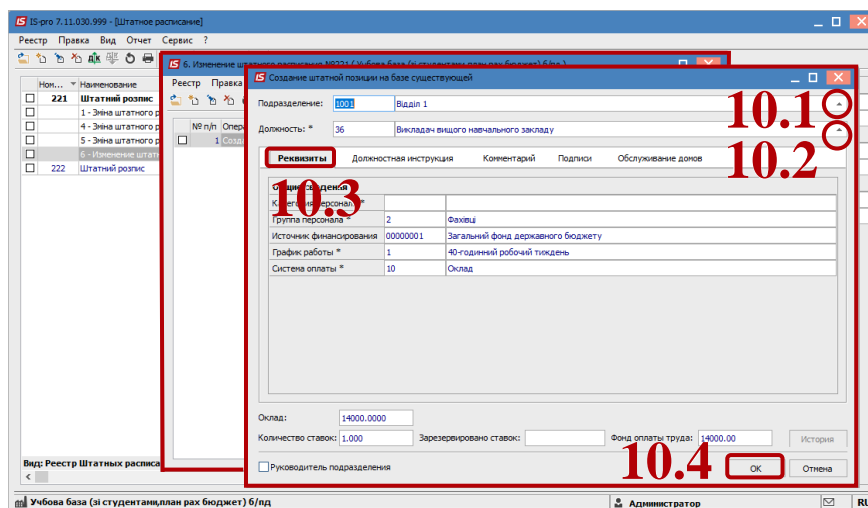 IS-pro 7.11.030.999 - [Штатное расписание]
Реестр Правка Вид Отчет Сервис ?
Ном... Наименование
221 Штатний розпис
1 - Зміна штатного р
4 - Зміна штатного р
5 - Зміна штатного р
6 - Изменение штатн
222 Штатний розпис
Вид: Реестр Штатных расписа
6. Изменение штатного расписания №221 ( Учбова база (зі студентами,план рах бюджет) б/пд )
Реестр Правка
№ п/п Опера
1 Созд
Создание штатной позиции на базе существующей
Подразделение: 1001 Відділ 1
10.1
Должность: * 36 Викладач вищого навчального закладу
10.2
Реквизиты Должностная инструкция Комментарий Подписи Обслуживание домов
10.3
Общие сведения
Категория персонала *
Группа персонала * 2 Фахівці
Источник финансирования 00000001 Загальний фонд державного бюджету
График работы * 1 40-годинний робочий тиждень
Система оплаты * 10 Оклад
Оклад: 14000.0000
Количество ставок: 1.000 Зарезервировано ставок: Фонд оплаты труда: 14000.00 История
10.4
Руководитель подразделения ОК Отмена
Учбова база (зі студентами,план рах бюджет) б/пд Администратор RU